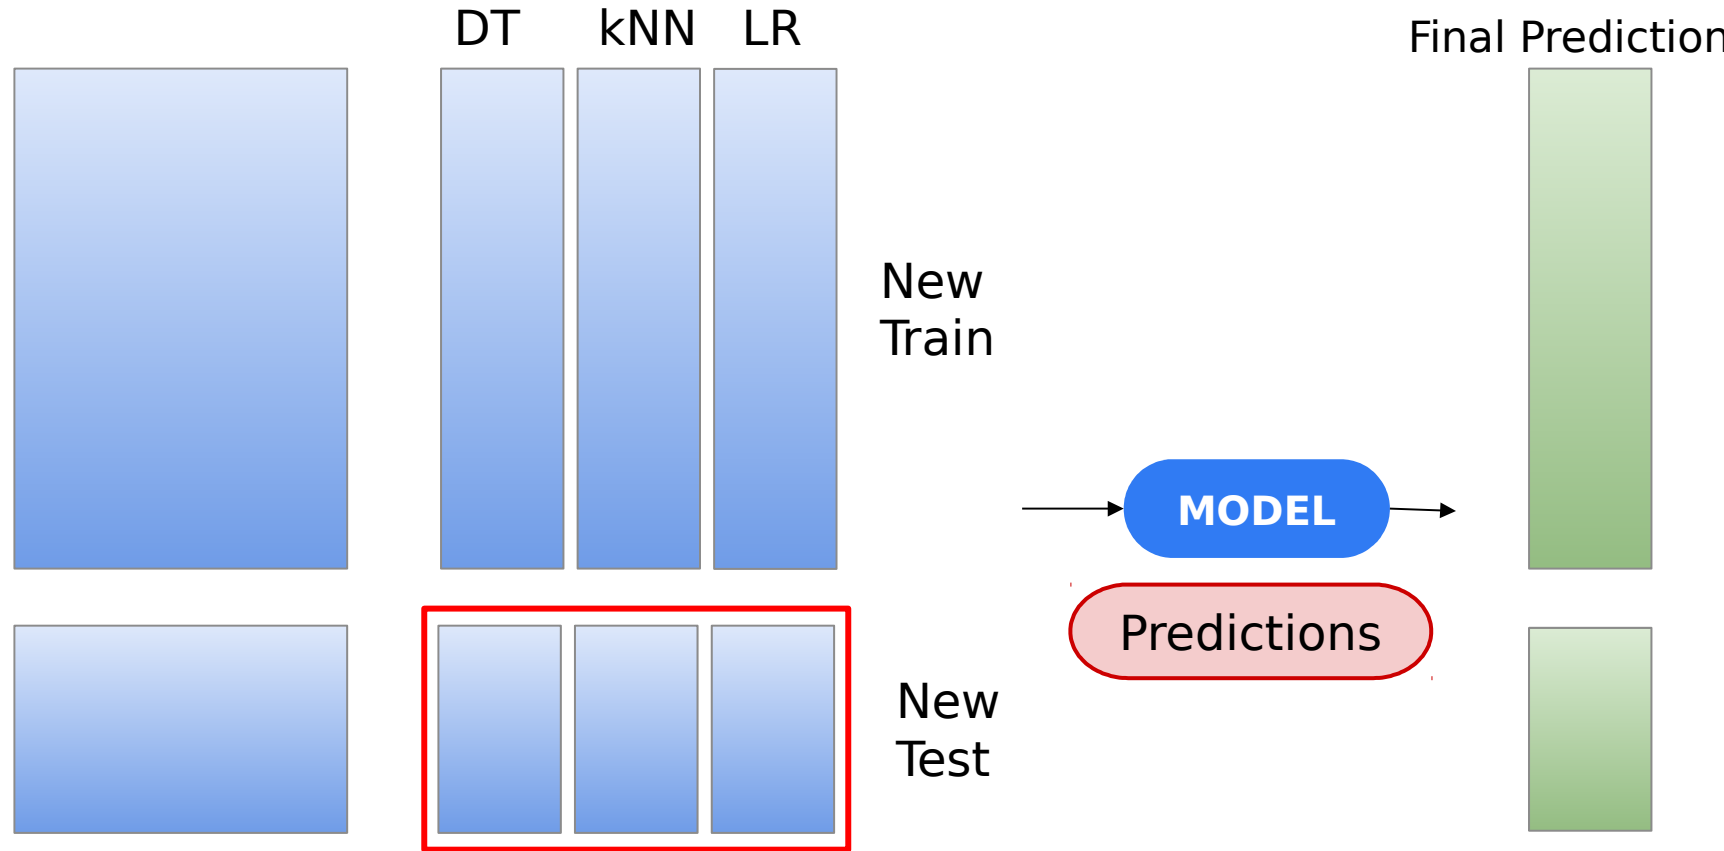 DT kNN LR
Final Prediction
New
Train
MODEL
Predictions
New
Test